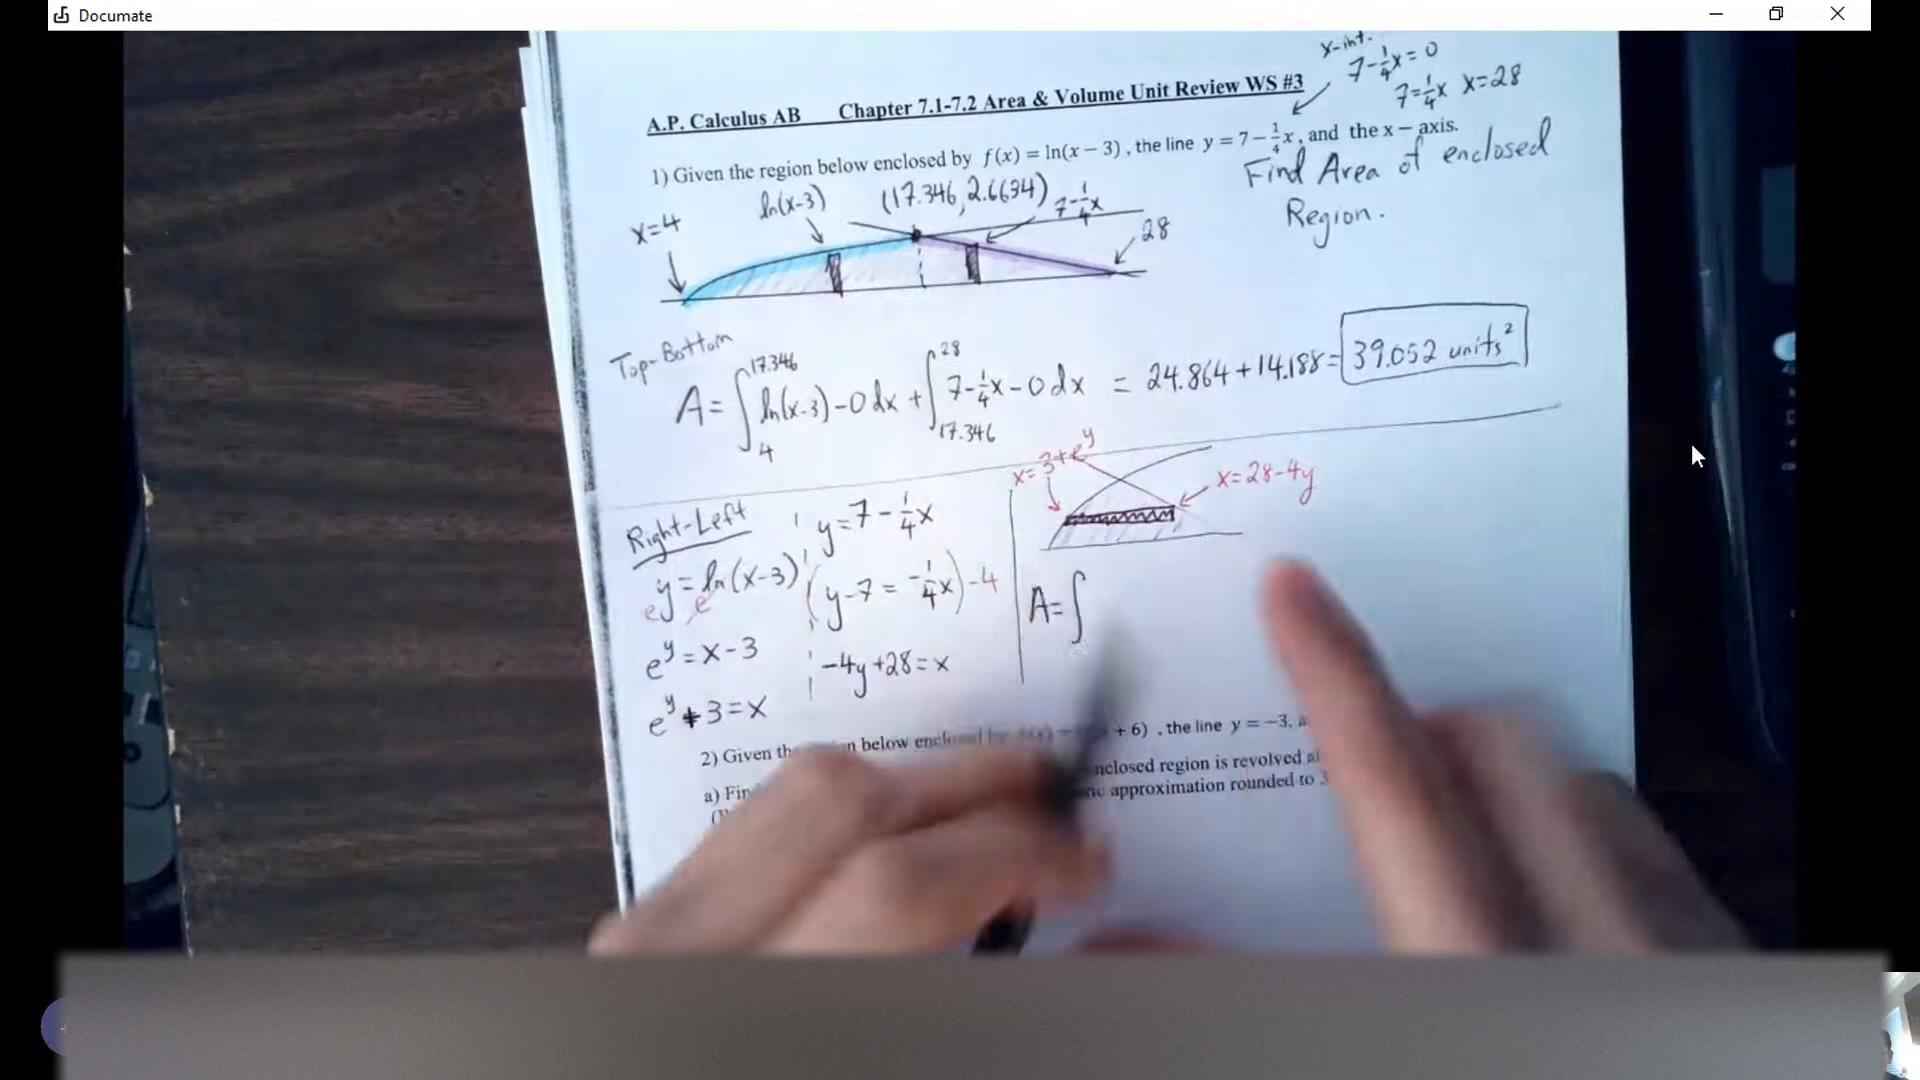 Documate
x-int.
7-1/4x=0
7=1/4x x=28
A.P. Calculus AB Chapter 7.1-7.2 Area & Volume Unit Review WS #3
1) Given the region below enclosed by f(x) = ln(x − 3) , the line y = 7 − 1/4x , and the x – axis.
Find Area of enclosed
Region.
x=4
ln(x-3)
(17.346, 2.6634)
7-1/4x
28
Top-Bottom
A = ∫_4^17.346 ln(x-3)-0 dx + ∫_17.346^28 7-1/4x-0 dx = 24.864+14.188= 39.052 units²
Right-Left
y=ln(x-3)
e^y e
e^y = x-3
e^y+3=x
y=7-1/4x
(y-7 = -1/4x)-4
-4y+28=x
x=3+e^y
x=28-4y
A=∫
2) Given th n below enclosed + 6) , the line y = −3,
a) Fin nclosed region is revolved
approximation rounded to 3